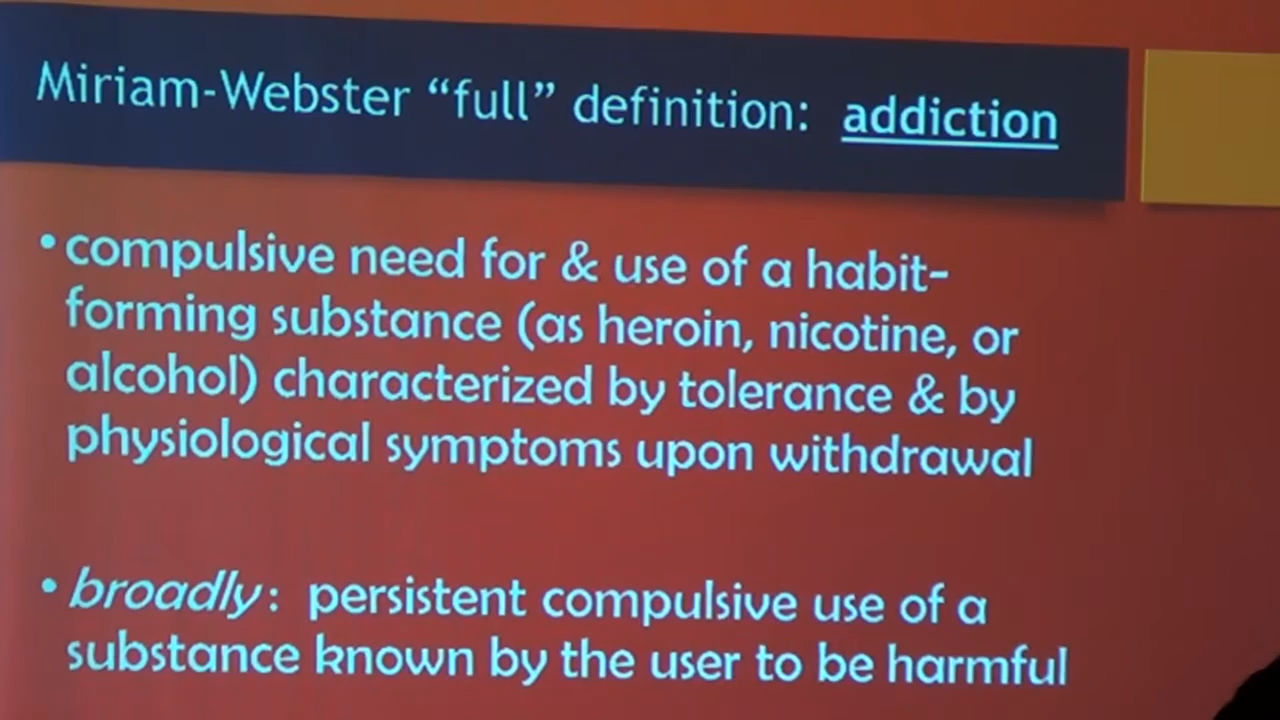 Miriam-Webster “full” definition: addiction
•compulsive need for & use of a habit-
forming substance (as heroin, nicotine, or
alcohol) characterized by tolerance & by
physiological symptoms upon withdrawal
• broadly: persistent compulsive use of a
substance known by the user to be harmful